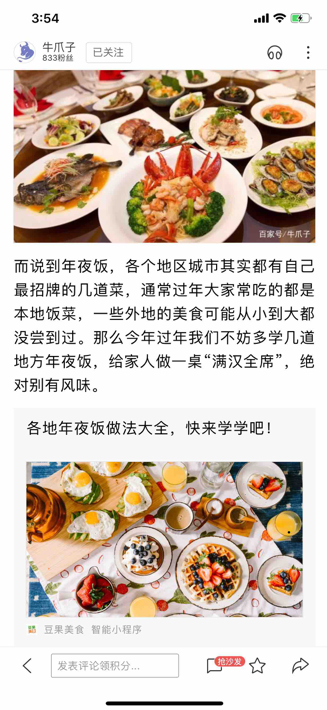 3:54
牛爪子
833粉丝
已关注
百家号/牛爪子
而说到年夜饭，各个地区城市其实都有自己
最招牌的几道菜，通常过年大家常吃的都是
本地饭菜，一些外地的美食可能从小到大都
没尝到过。那么今年过年我们不妨多学几道
地方年夜饭，给家人做一桌“满汉全席”，绝
对别有风味。
各地年夜饭做法大全，快来学学吧！
豆果美食 智能小程序
发表评论领积分...
抢沙发